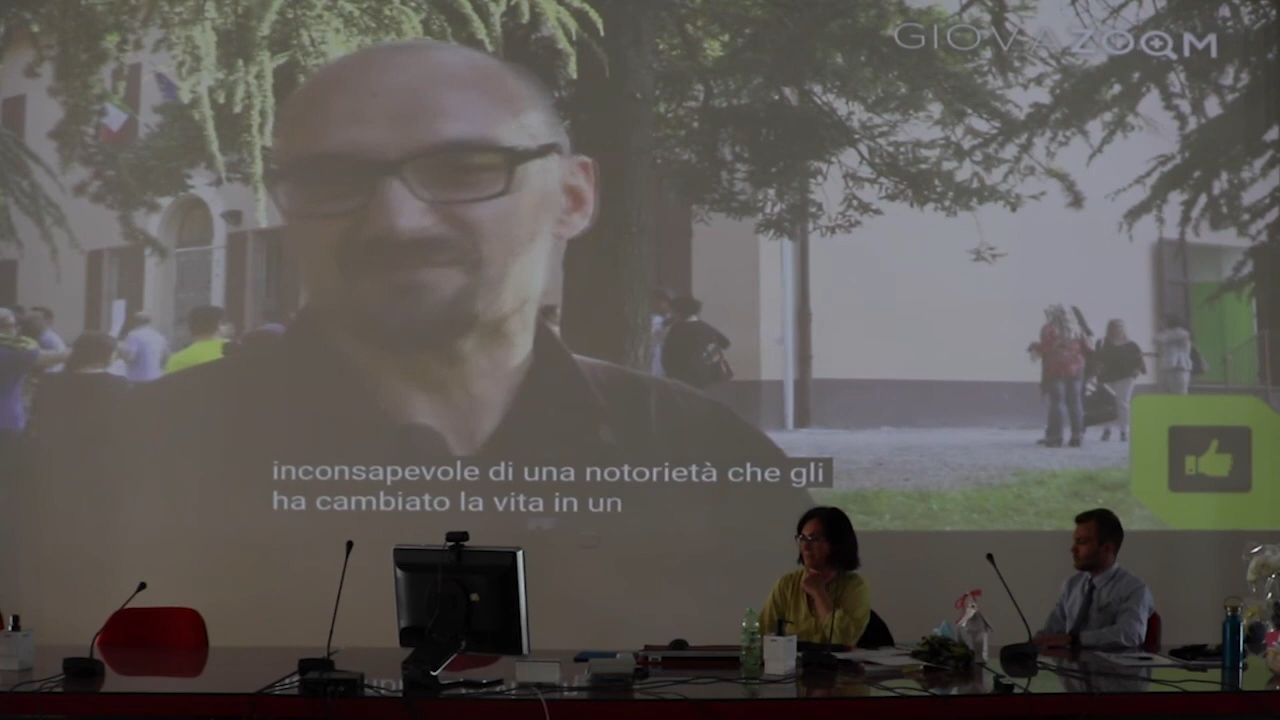 GIOVAZOOM
inconsapevole di una notorietà che gli
ha cambiato la vita in un